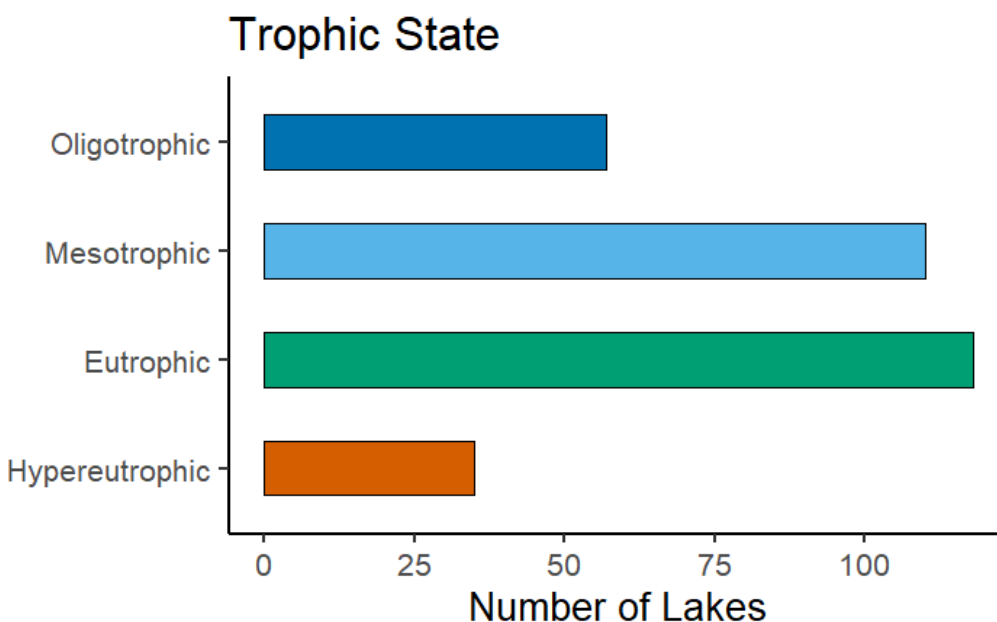 Trophic State
Oligotrophic
Mesotrophic
Eutrophic
Hypereutrophic
0 25 50 75 100
Number of Lakes